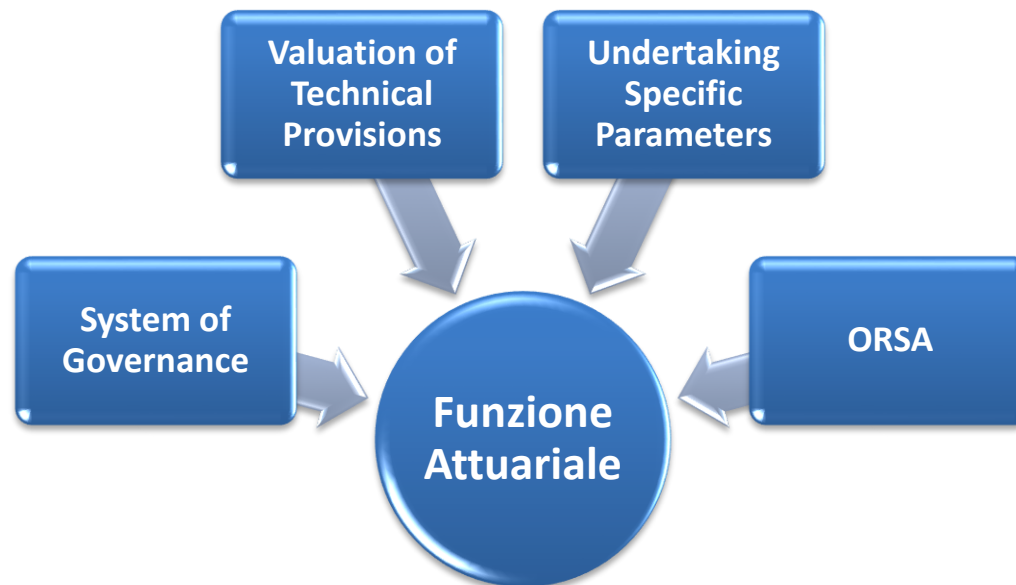 Valuation of
Technical
Provisions
Undertaking
Specific
Parameters
System of
Governance
ORSA
Funzione
Attuariale